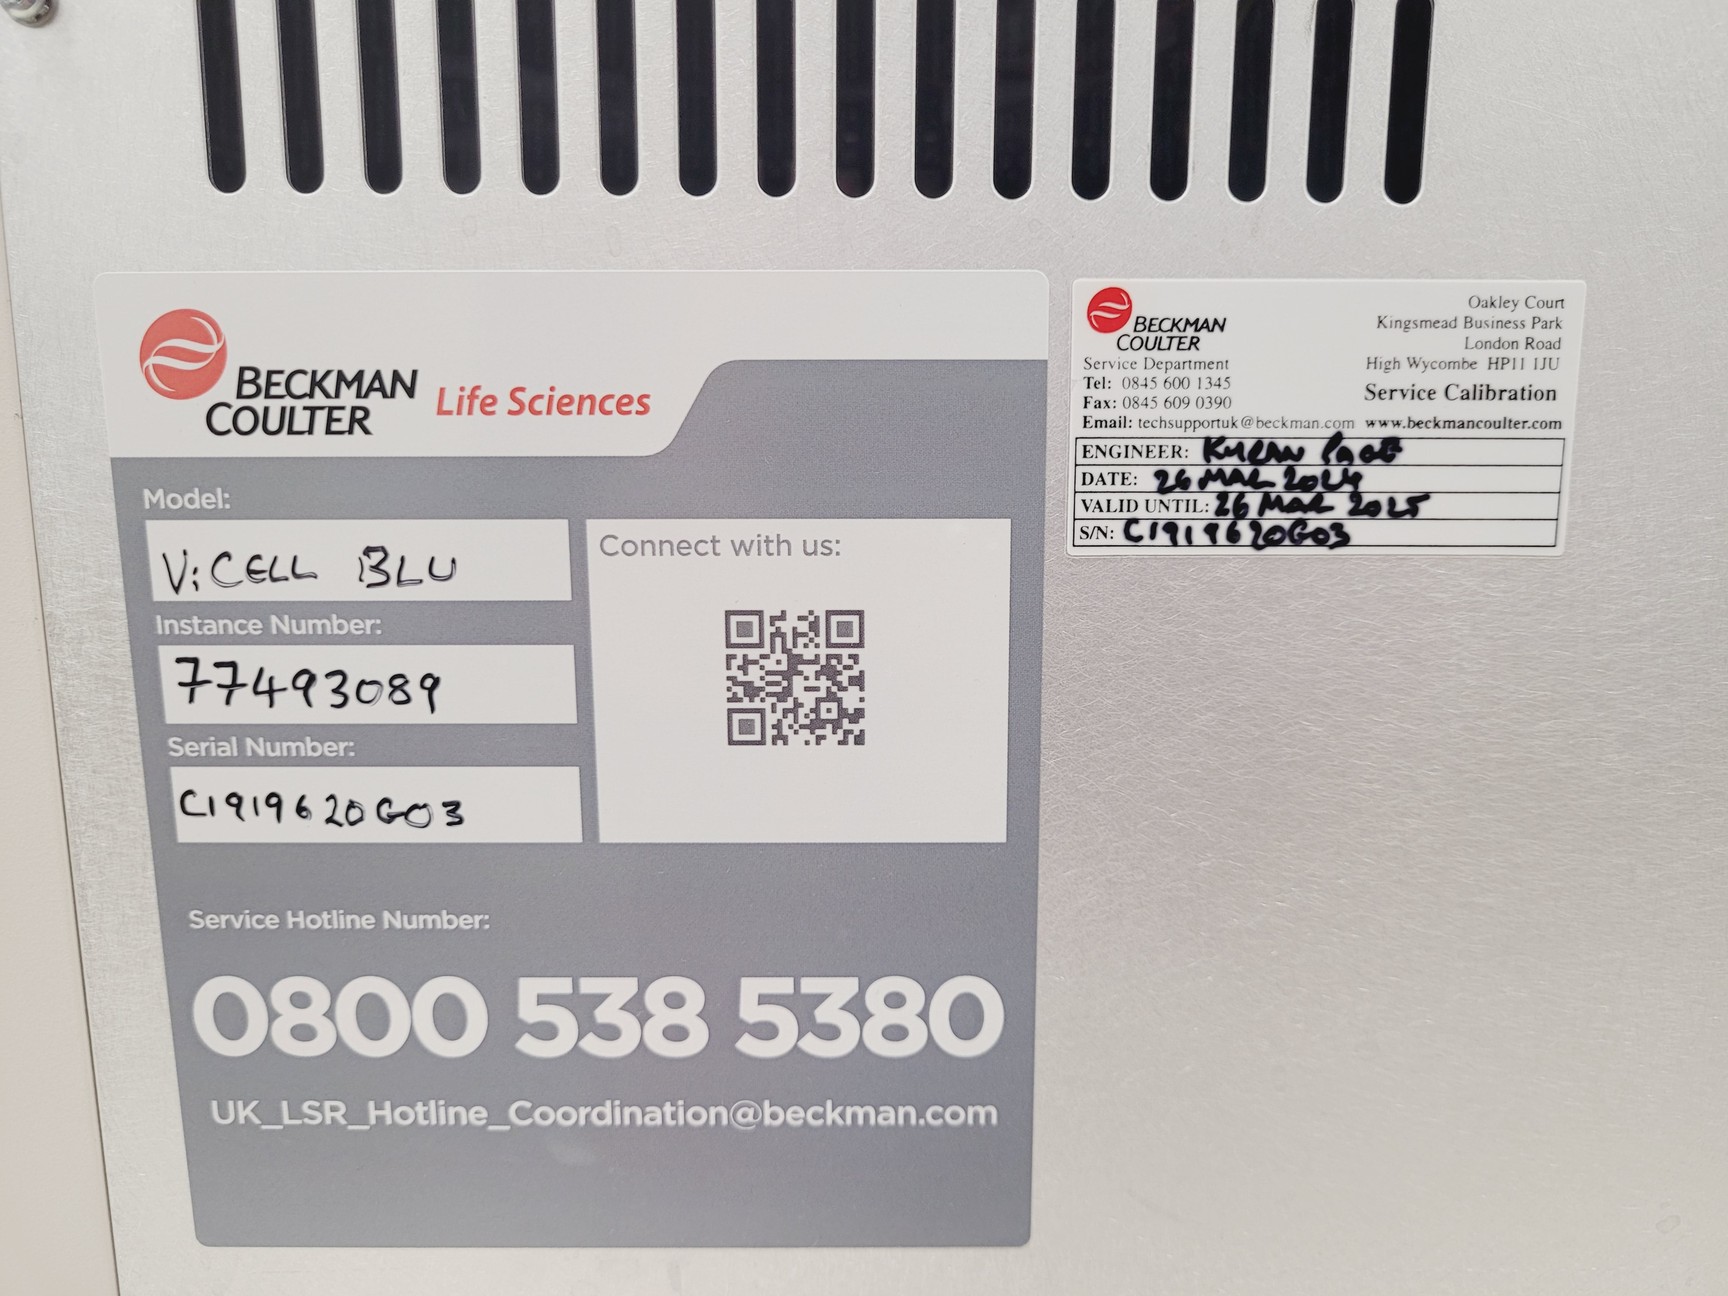 BECKMAN
COULTER Life Sciences
Model:
Vi CELL BLU
Instance Number:
77493089
Serial Number:
C1919620G03
Connect with us:
Service Hotline Number:
0800 538 5380
UK_LSR_Hotline_Coordination@beckman.com
BECKMAN
COULTER
Service Department
Tel: 0845 600 1345
Fax: 0845 609 0390
Email: techsupportuk@beckman.com
Oakley Court
Kingsmead Business Park
London Road
High Wycombe HP11 1JU
Service Calibration
www.beckmancoulter.com
ENGINEER: PAGE
DATE: 26 MAR 2024
VALID UNTIL: 26 MAR 2025
S/N: C1919620G03